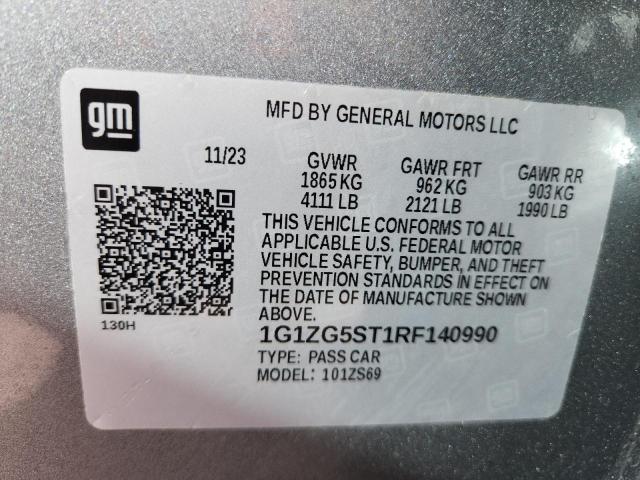 gm
MFD BY GENERAL MOTORS LLC
11/23 GVWR GAWR FRT GAWR RR
1865 KG 962 KG 903 KG
4111 LB 2121 LB 1990 LB
THIS VEHICLE CONFORMS TO ALL
APPLICABLE U.S. FEDERAL MOTOR
VEHICLE SAFETY, BUMPER, AND THEFT
PREVENTION STANDARDS IN EFFECT ON
THE DATE OF MANUFACTURE SHOWN
ABOVE.
130H
1G1ZG5ST1RF140990
TYPE: PASS CAR
MODEL: 101ZS69